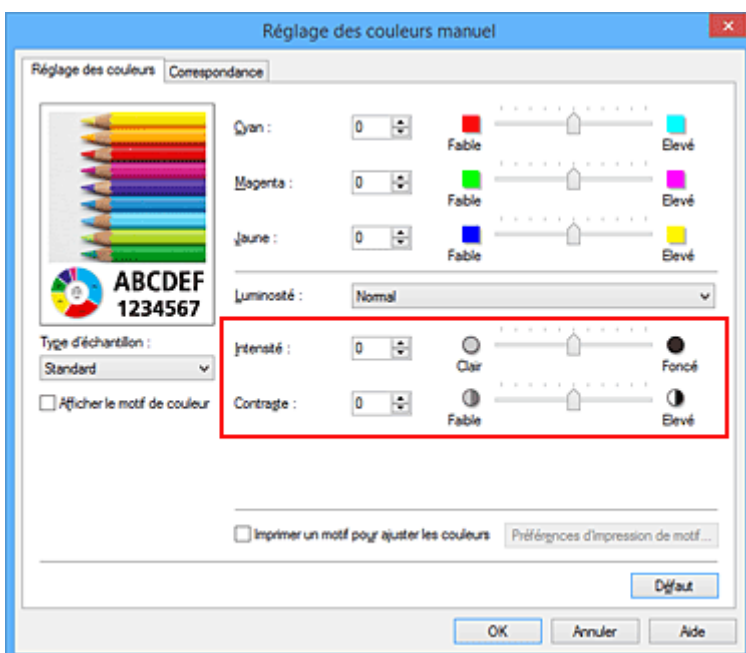 Réglage des couleurs manuel
Réglage des couleurs
Correspondance
ABCDEF
1234567
Type d'échantillon :
Standard
Afficher le motif de couleur
Cyan :
0
Faible
Elevé
Magenta :
0
Faible
Elevé
Jaune :
0
Faible
Elevé
Luminosité :
Normal
Intensité :
0
Clair
Foncé
Contraste :
0
Faible
Elevé
Imprimer un motif pour ajuster les couleurs
Préférences d'impression de motif...
Défaut
OK
Annuler
Aide